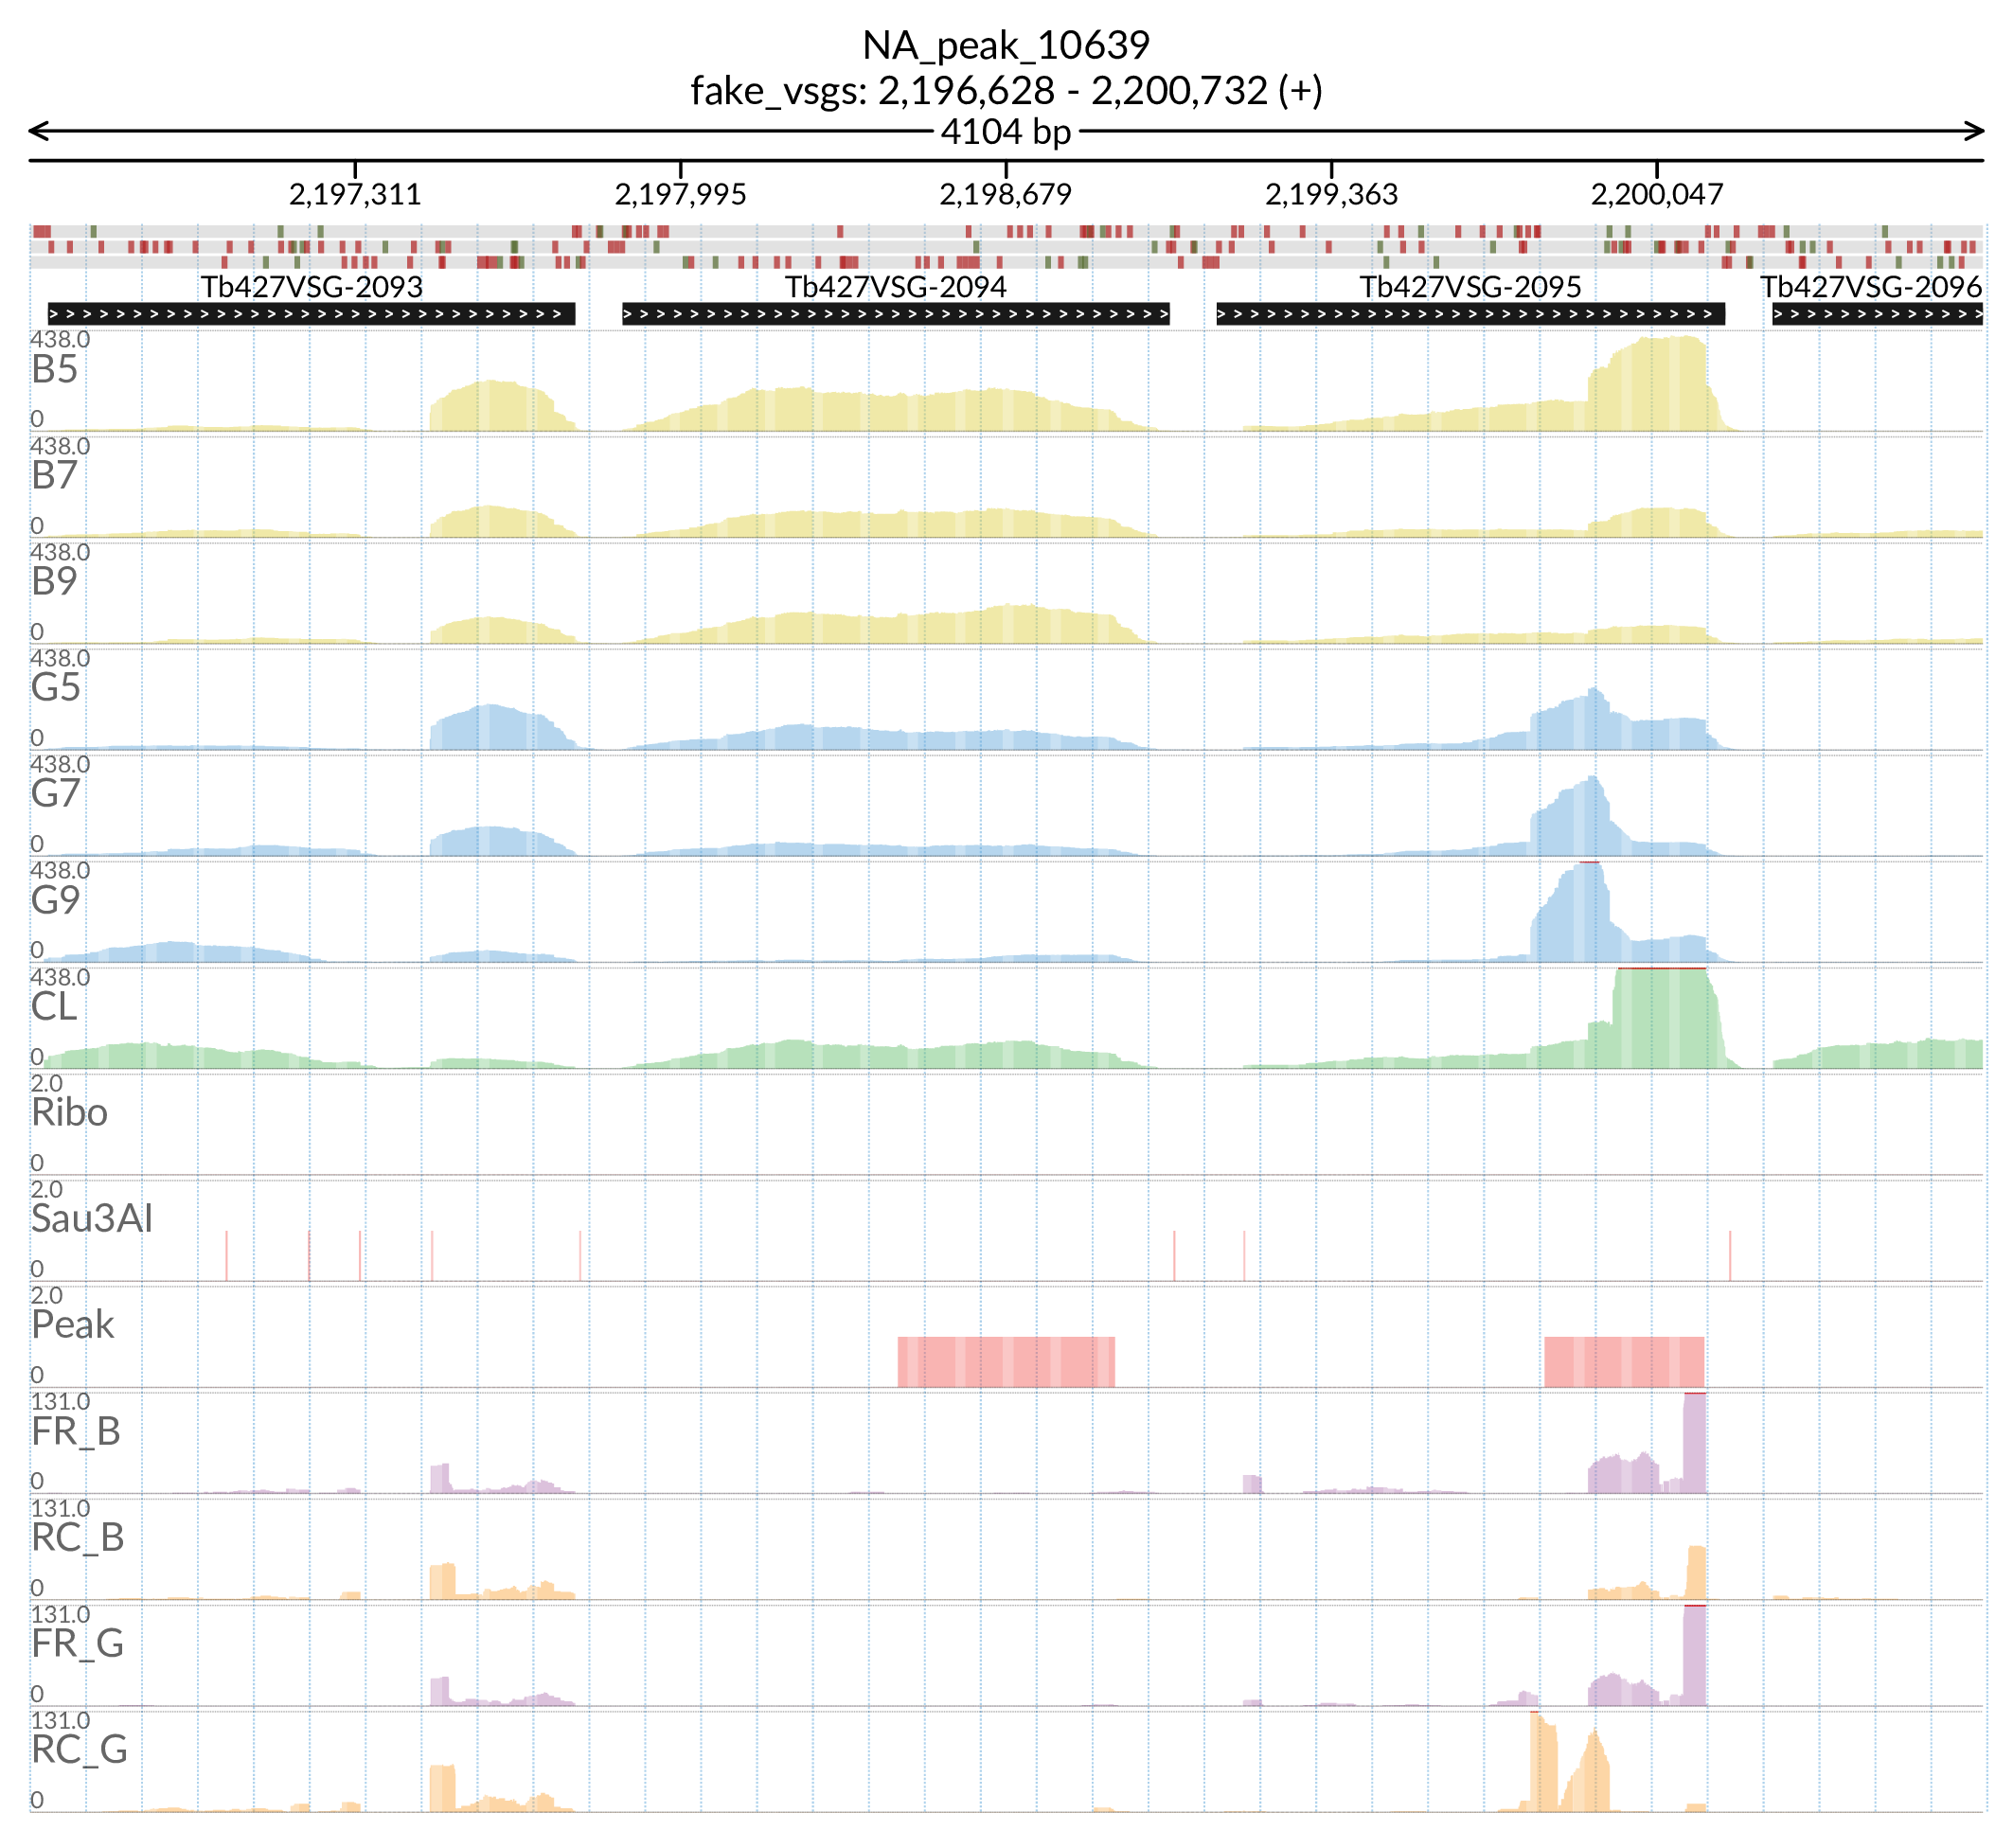 NA_peak_10639
fake_vsgs: 2,196,628 - 2,200,732 (+)
4104 bp
2,197,311 2,197,995 2,198,679 2,199,363 2,200,047
Tb427VSG-2093 Tb427VSG-2094 Tb427VSG-2095 Tb427VSG-2096
438.0
B5
0
438.0
B7
0
438.0
B9
0
438.0
G5
0
438.0
G7
0
438.0
G9
0
438.0
CL
0
2.0
Ribo
0
2.0
Sau3AI
0
2.0
Peak
0
131.0
FR_B
0
131.0
RC_B
0
131.0
FR_G
0
131.0
RC_G
0